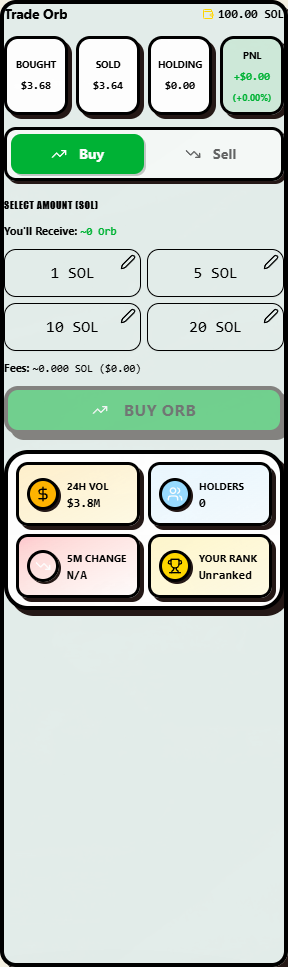 Trade Orb 100.00 SOL
BOUGHT SOLD HOLDING PNL
$3.68 $3.64 $0.00 +$0.00
(+0.00%)
Buy Sell
SELECT AMOUNT (SOL)
You'll Receive: ~0 Orb
1 SOL 5 SOL
10 SOL 20 SOL
Fees: ~0.000 SOL ($0.00)
BUY ORB
24H VOL HOLDERS
$3.8M 0
5M CHANGE YOUR RANK
N/A Unranked